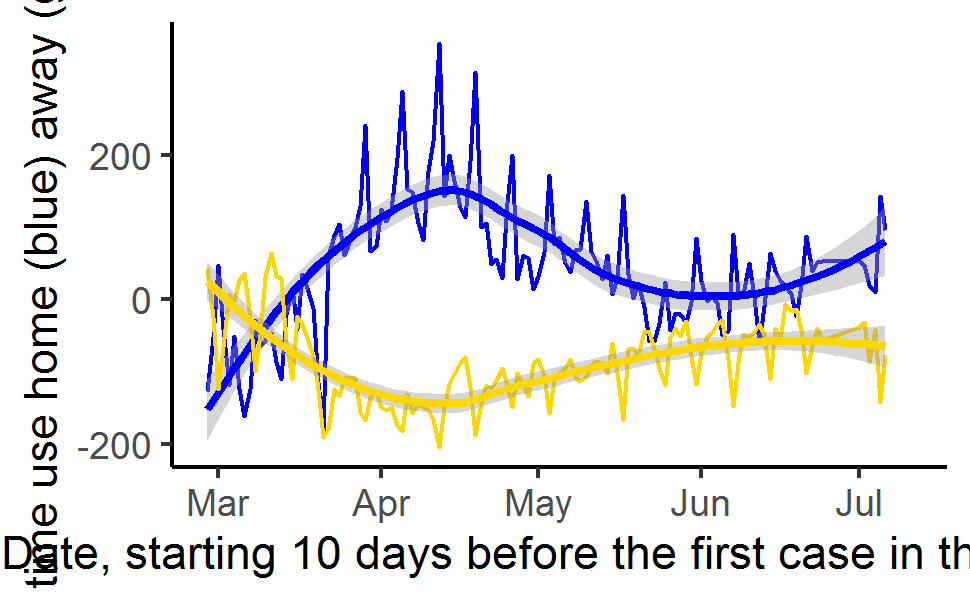 time use home (blue) away (
200
0
-200
Mar Apr May Jun Jul
Date, starting 10 days before the first case in th